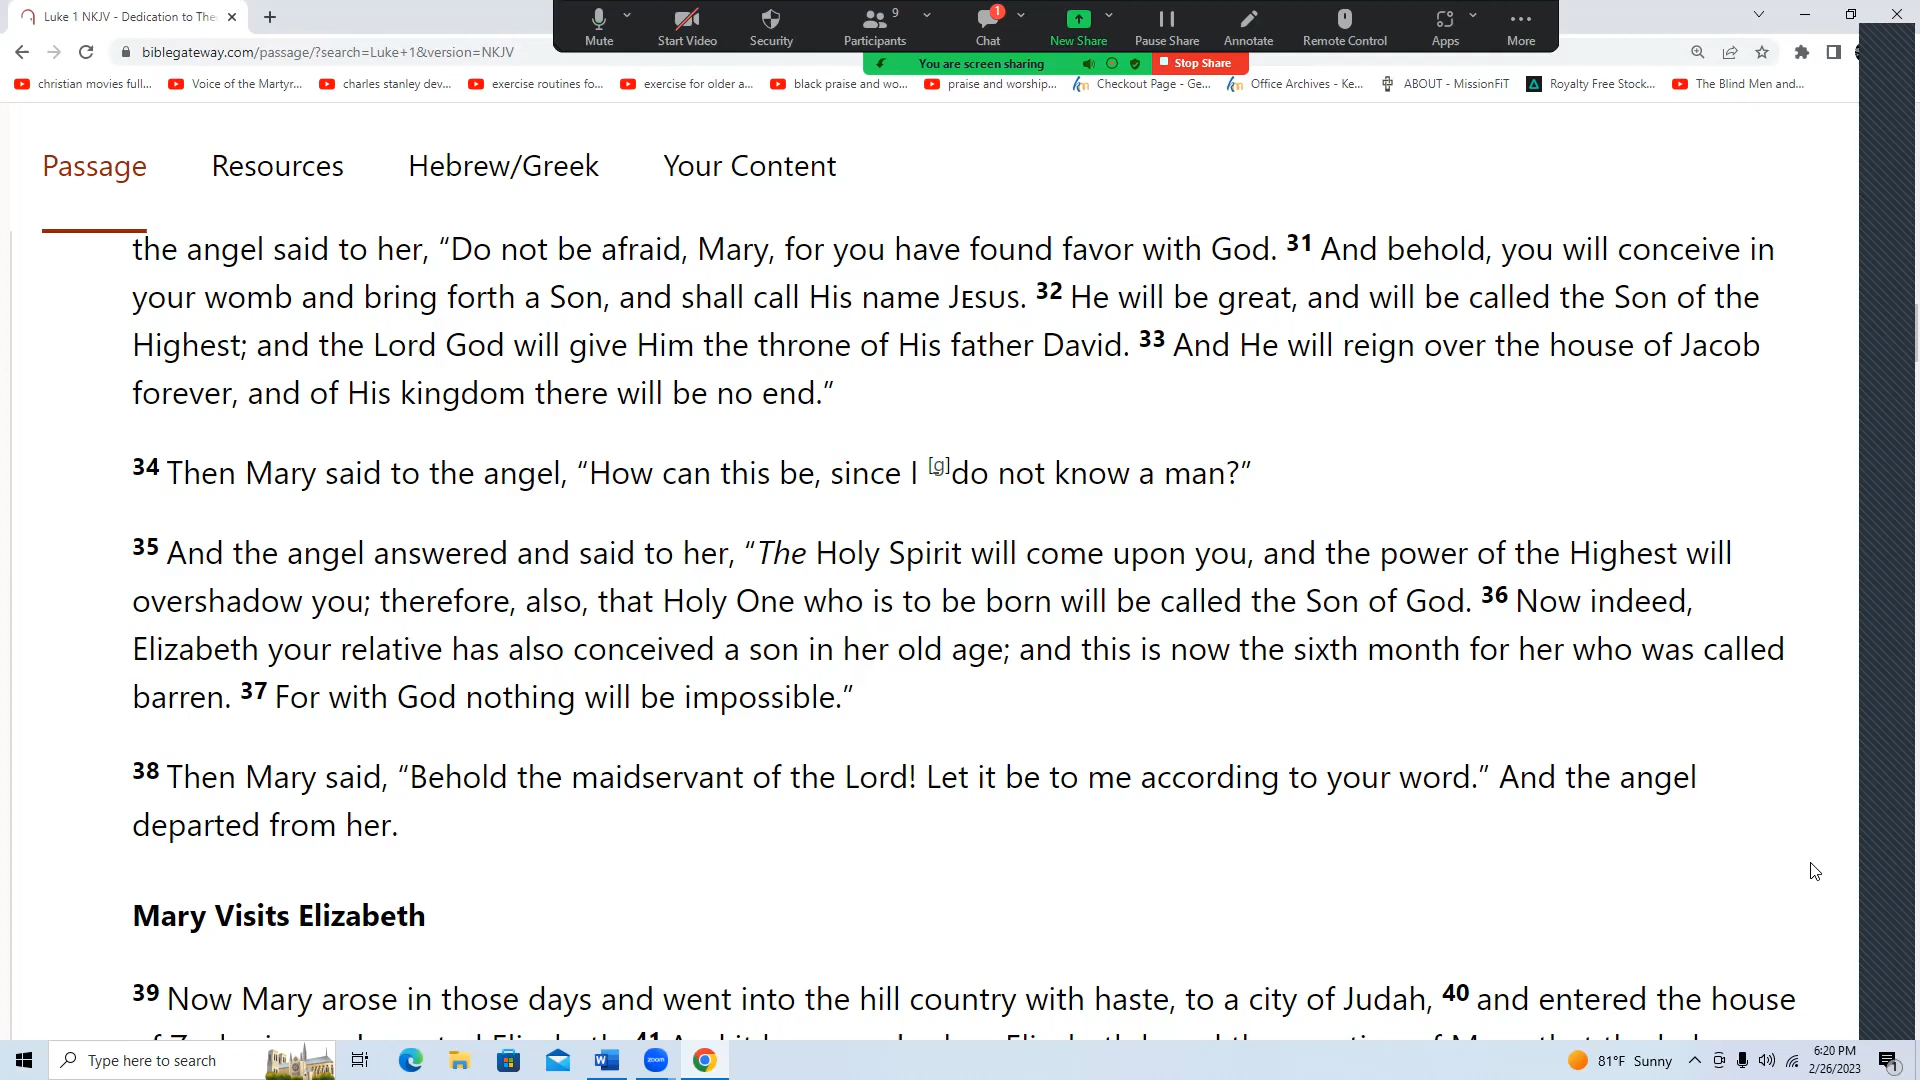 Luke 1 NKJV - Dedication to The
biblegateway.com/passage/?search=Luke+1&version=NKJV
Mute
Start Video
Security
9
Participants
1
Chat
New Share
Pause Share
Annotate
Remote Control
Apps
More
You are screen sharing
Stop Share
christian movies full...
Voice of the Martyr...
charles stanley dev...
exercise routines fo...
exercise for older a...
black praise and wo...
praise and worship...
Checkout Page - Ge...
Office Archives - Ke...
ABOUT - MissionFiT
Royalty Free Stock...
The Blind Men and...
Passage
Resources
Hebrew/Greek
Your Content
the angel said to her, “Do not be afraid, Mary, for you have found favor with God. 31 And behold, you will conceive in
your womb and bring forth a Son, and shall call His name JESUS. 32 He will be great, and will be called the Son of the
Highest; and the Lord God will give Him the throne of His father David. 33 And He will reign over the house of Jacob
forever, and of His kingdom there will be no end.”
34 Then Mary said to the angel, “How can this be, since I [g]do not know a man?”
35 And the angel answered and said to her, “The Holy Spirit will come upon you, and the power of the Highest will
overshadow you; therefore, also, that Holy One who is to be born will be called the Son of God. 36 Now indeed,
Elizabeth your relative has also conceived a son in her old age; and this is now the sixth month for her who was called
barren. 37 For with God nothing will be impossible.”
38 Then Mary said, “Behold the maidservant of the Lord! Let it be to me according to your word.” And the angel
departed from her.
Mary Visits Elizabeth
39 Now Mary arose in those days and went into the hill country with haste, to a city of Judah, 40 and entered the house
Type here to search
zoom
81°F Sunny
6:20 PM
2/26/2023
1